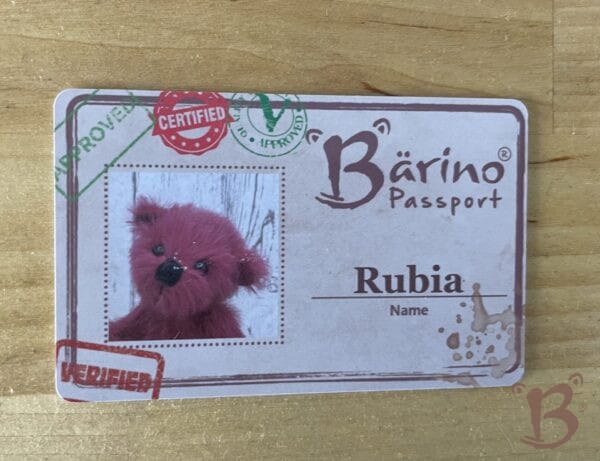 APPROVED
CERTIFIED
V
APPROVED
Bärino®
Passport
Rubia
Name
VERIFIED
B